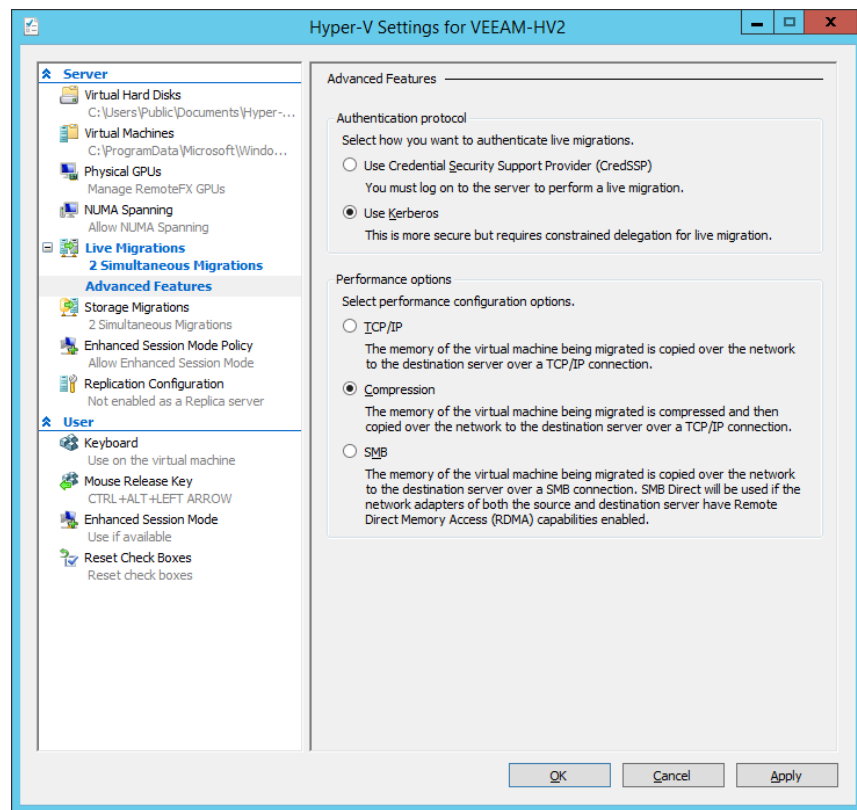 Hyper-V Settings for VEEAM-HV2
Server
Virtual Hard Disks
C:\Users\Public\Documents\Hyper-...
Virtual Machines
C:\ProgramData\Microsoft\Windo...
Physical GPUs
Manage RemoteFX GPUs
NUMA Spanning
Allow NUMA Spanning
Live Migrations
2 Simultaneous Migrations
Advanced Features
Storage Migrations
2 Simultaneous Migrations
Enhanced Session Mode Policy
Allow Enhanced Session Mode
Replication Configuration
Not enabled as a Replica server
User
Keyboard
Use on the virtual machine
Mouse Release Key
CTRL+ALT+LEFT ARROW
Enhanced Session Mode
Use if available
Reset Check Boxes
Reset check boxes
Advanced Features
Authentication protocol
Select how you want to authenticate live migrations.
Use Credential Security Support Provider (CredSSP)
You must log on to the server to perform a live migration.
Use Kerberos
This is more secure but requires constrained delegation for live migration.
Performance options
Select performance configuration options.
TCP/IP
The memory of the virtual machine being migrated is copied over the network
to the destination server over a TCP/IP connection.
Compression
The memory of the virtual machine being migrated is compressed and then
copied over the network to the destination server over a TCP/IP connection.
SMB
The memory of the virtual machine being migrated is copied over the network
to the destination server over a SMB connection. SMB Direct will be used if the
network adapters of both the source and destination server have Remote
Direct Memory Access (RDMA) capabilities enabled.
OK
Cancel
Apply